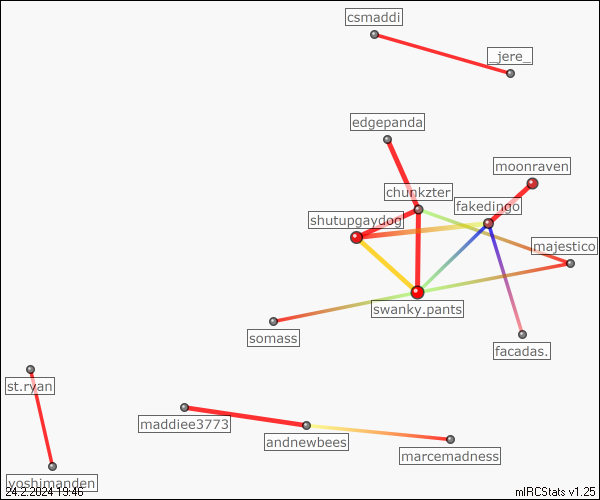 csmaddi
_jere_
edgepanda
moonraven
chunkzter
fakedingo
shutupgaydog
majestico
swanky.pants
somass
facadas.
st.ryan
maddiee3773
andnewbees
marcemadness
yoshimanden
24.2.2024 19:46
mIRCStats v1.25